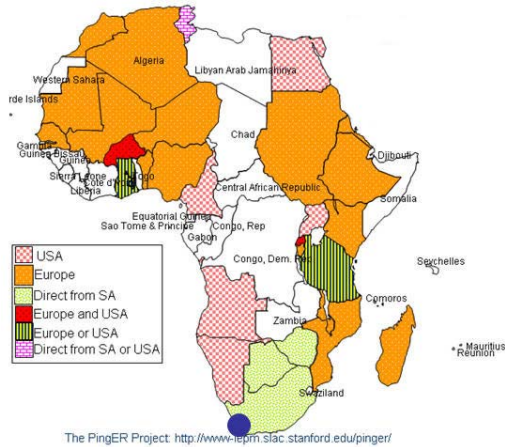 Algeria
Western Sahara
Libyan Arab Jamahiriya
rde Islands
Chad
Gambia
Guinea Bissau
Guinea
Djibouti
Sierra Leone
Togo
Cote d'Ivoire
Liberia
Central African Republic
Somalia
Equatorial Guinea
Sao Tome & Principe
Congo, Rep
Gabon
Congo, Dem. Rep
Seychelles
USA
Europe
Direct from SA
Europe and USA
Europe or USA
Direct from SA or USA
Comoros
Zambia
Mauritius
Reunion
Swaziland
The PingER Project: http://www-iepm.slac.stanford.edu/pinger/